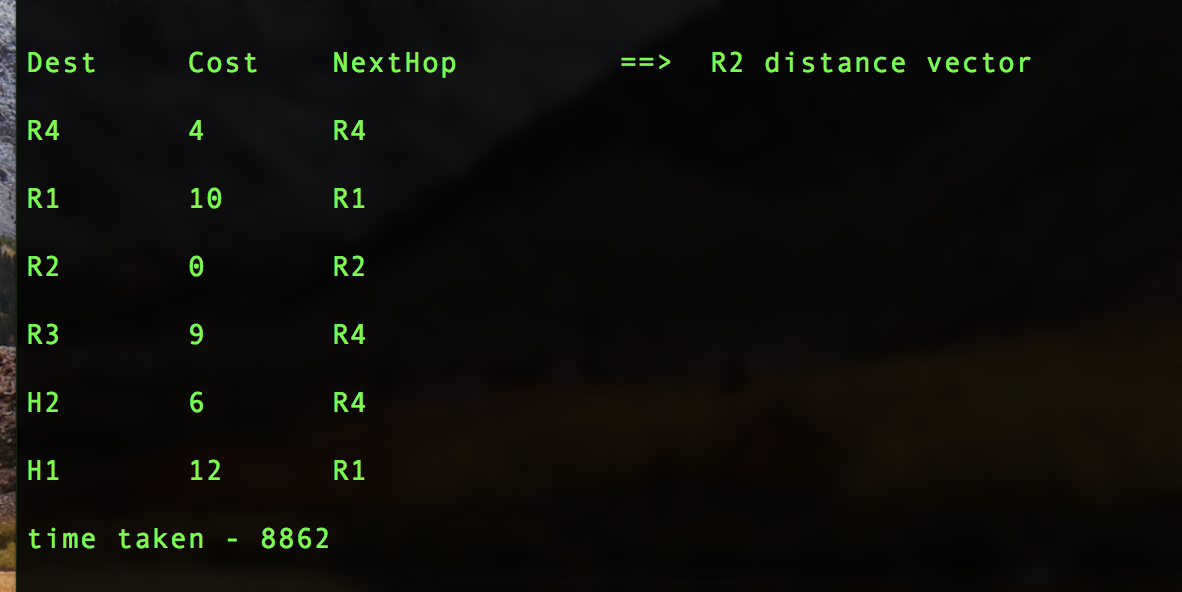 Dest Cost NextHop ==> R2 distance vector
R4 4 R4
R1 10 R1
R2 0 R2
R3 9 R4
H2 6 R4
H1 12 R1
time taken - 8862